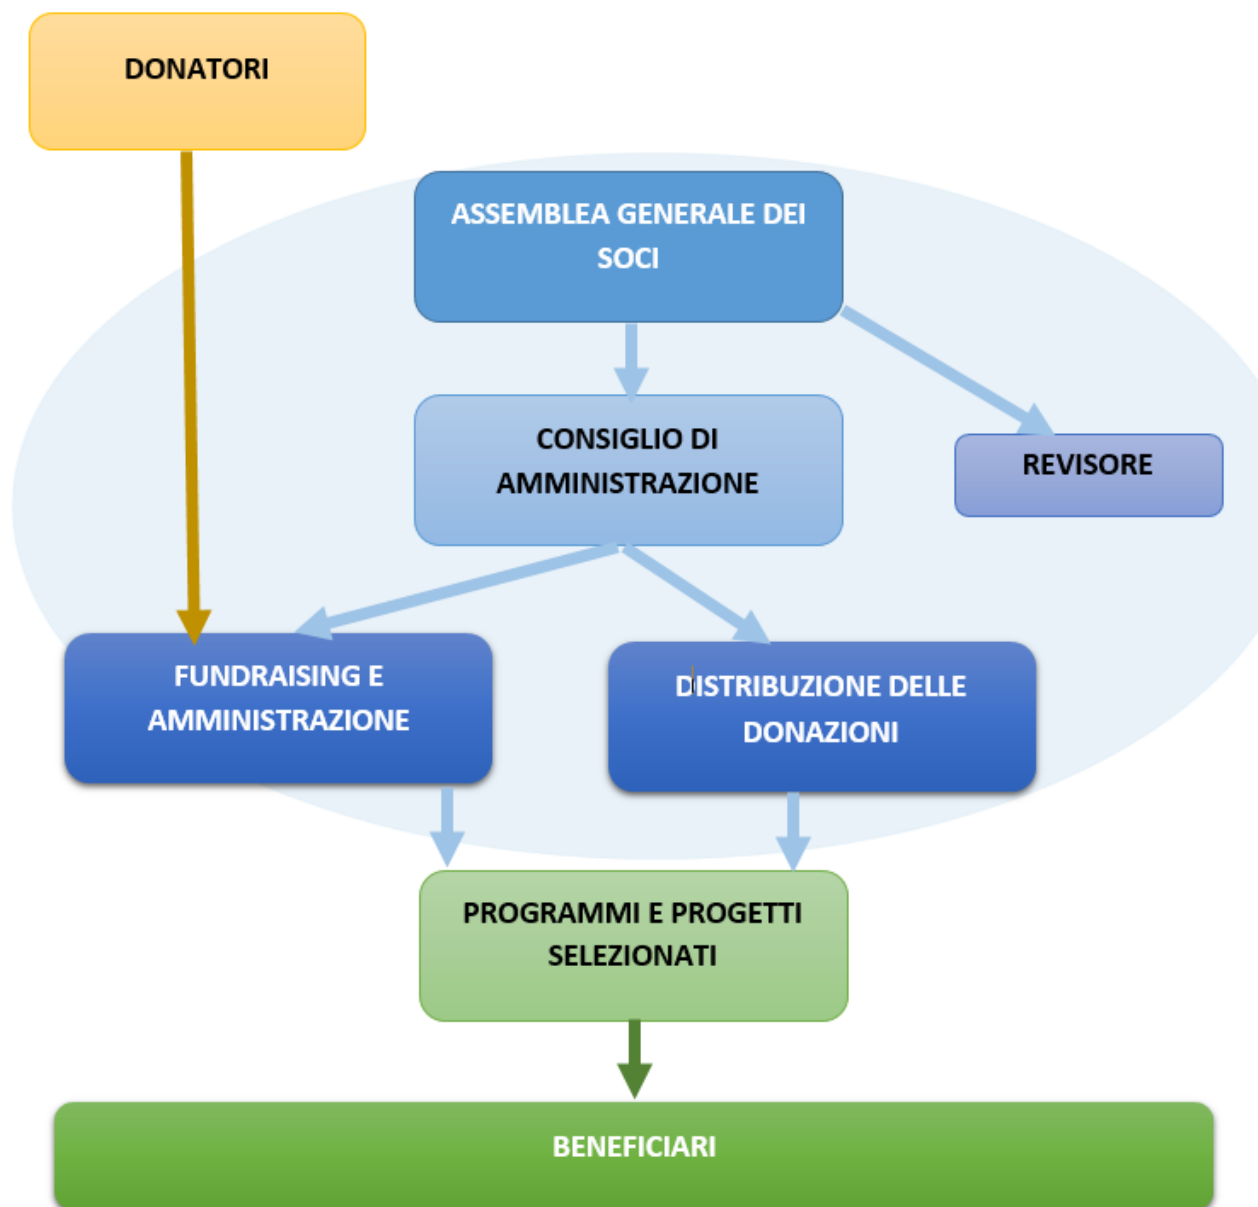 DONATORI
ASSEMBLEA GENERALE DEI
SOCI
CONSIGLIO DI
AMMINISTRAZIONE
REVISORE
FUNDRAISING E
AMMINISTRAZIONE
DISTRIBUZIONE DELLE
DONAZIONI
PROGRAMMI E PROGETTI
SELEZIONATI
BENEFICIARI